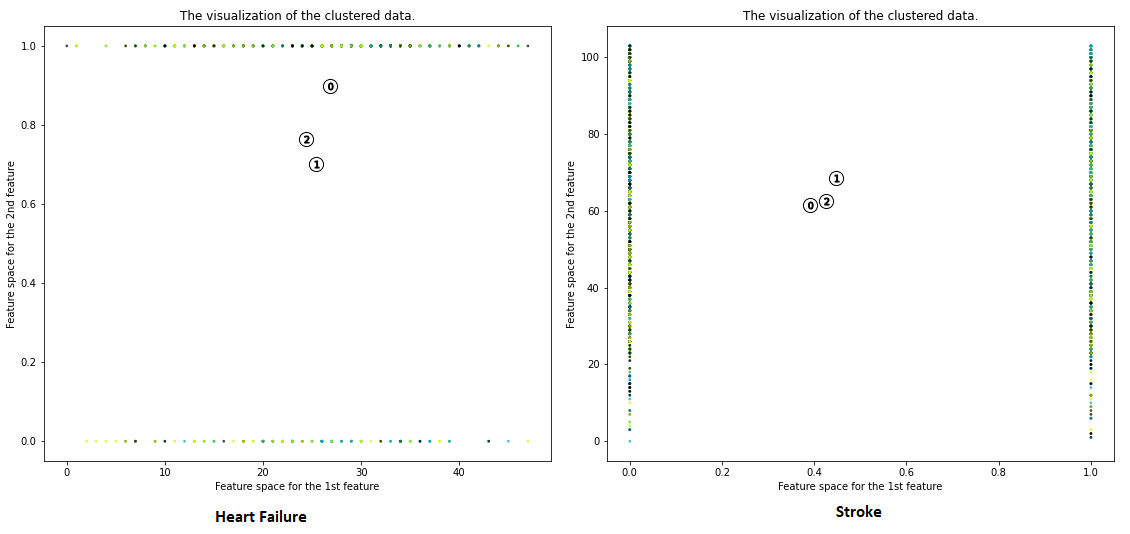 The visualization of the clustered data.
1.0
0.8
0.6
0.4
0.2
0.0
Feature space for the 2nd feature
0
2
1
0 10 20 30 40
Feature space for the 1st feature
Heart Failure
The visualization of the clustered data.
100
80
60
40
20
0
Feature space for the 2nd feature
1
0 2
0.0 0.2 0.4 0.6 0.8 1.0
Feature space for the 1st feature
Stroke